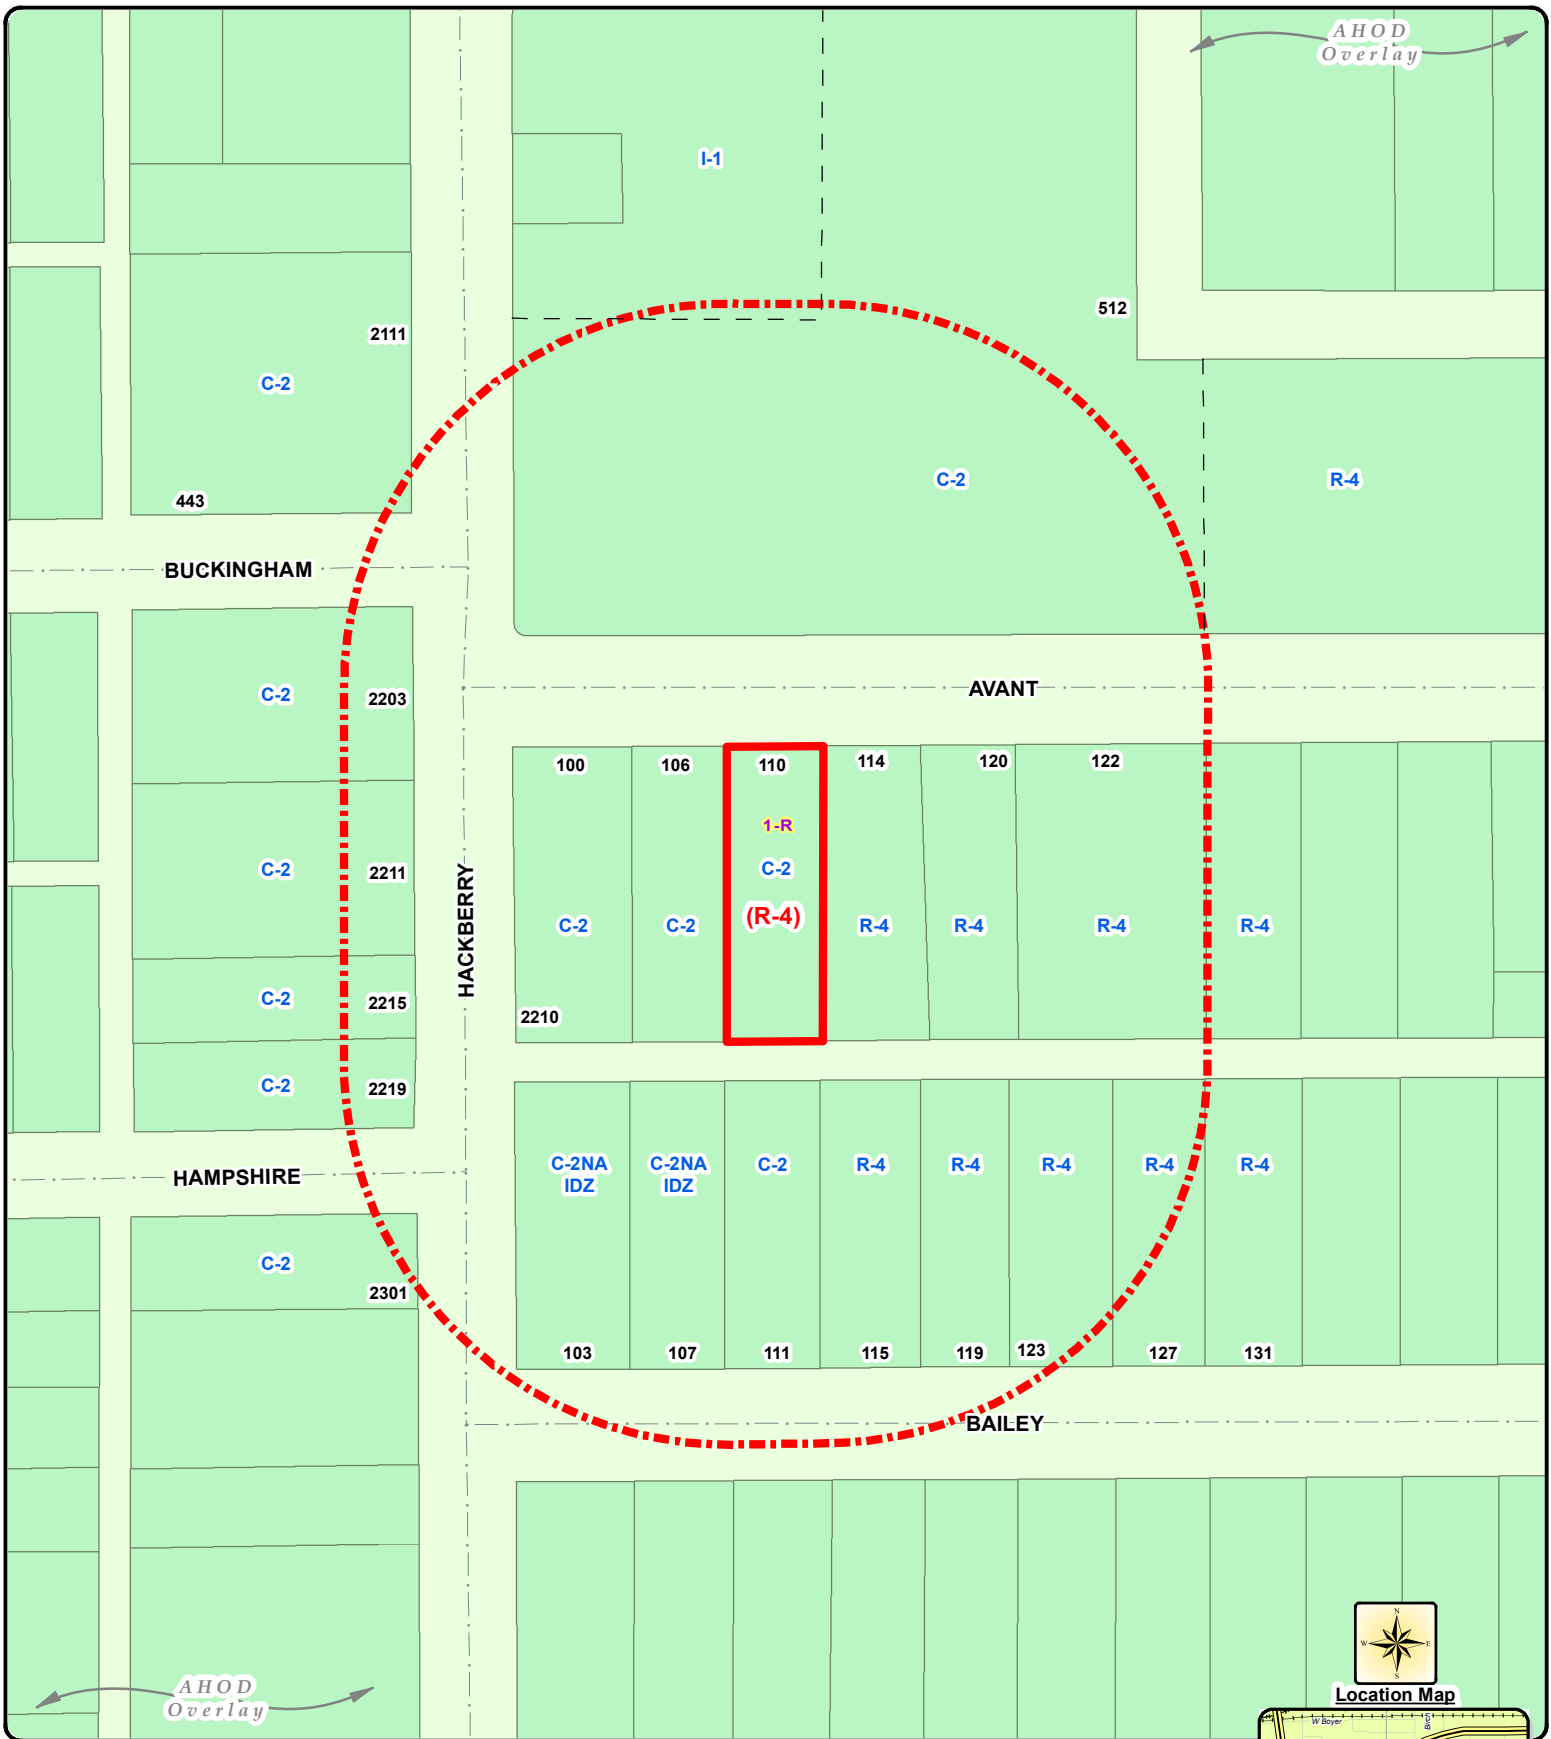 AHOD
Overlay
I-1
512
2111
C-2
C-2
R-4
443
BUCKINGHAM
AVANT
C-2
2203
100
106
110
114
120
122
1-R
C-2
2211
C-2
(R-4)
HACKBERRY
C-2
C-2
R-4
R-4
R-4
R-4
C-2
2215
2210
C-2
2219
C-2NA
IDZ
C-2NA
IDZ
C-2
R-4
R-4
R-4
R-4
R-4
HAMPSHIRE
C-2
2301
103
107
111
115
119
123
127
131
BAILEY
N
W
E
S
AHOD
Overlay
Location Map
W Boyer
Birch